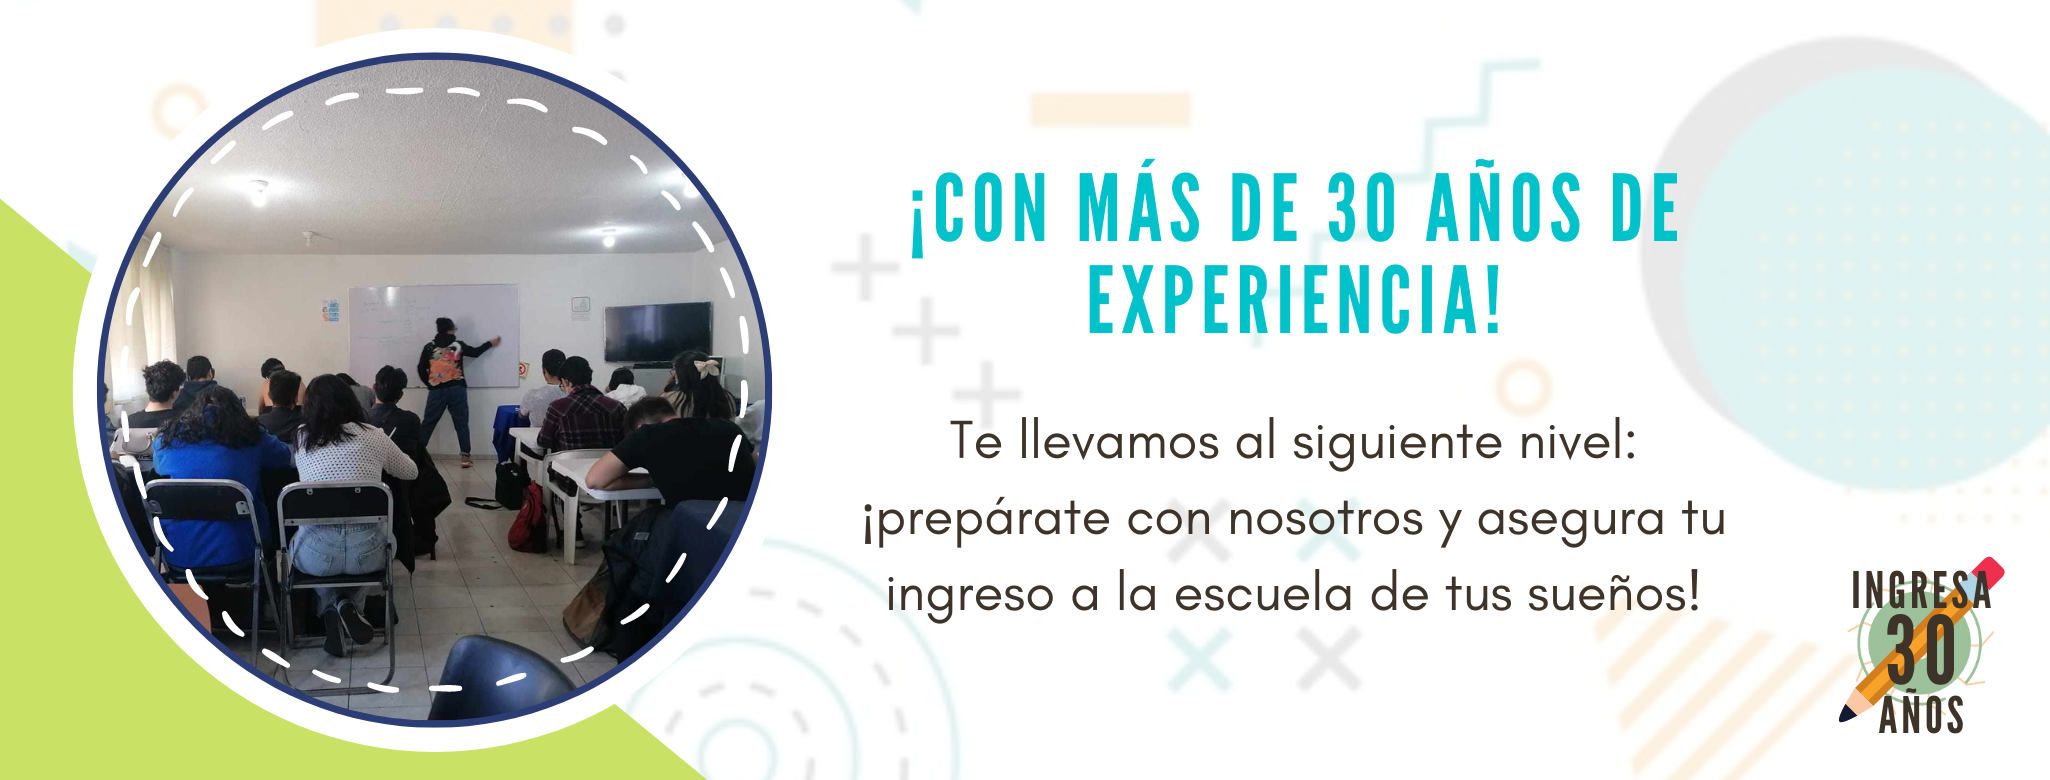 ¡CON MÁS DE 30 AÑOS DE
EXPERIENCIA!
Te llevamos al siguiente nivel:
¡prepárate con nosotros y asegura tu
ingreso a la escuela de tus sueños!
INGRESA
30
AÑOS